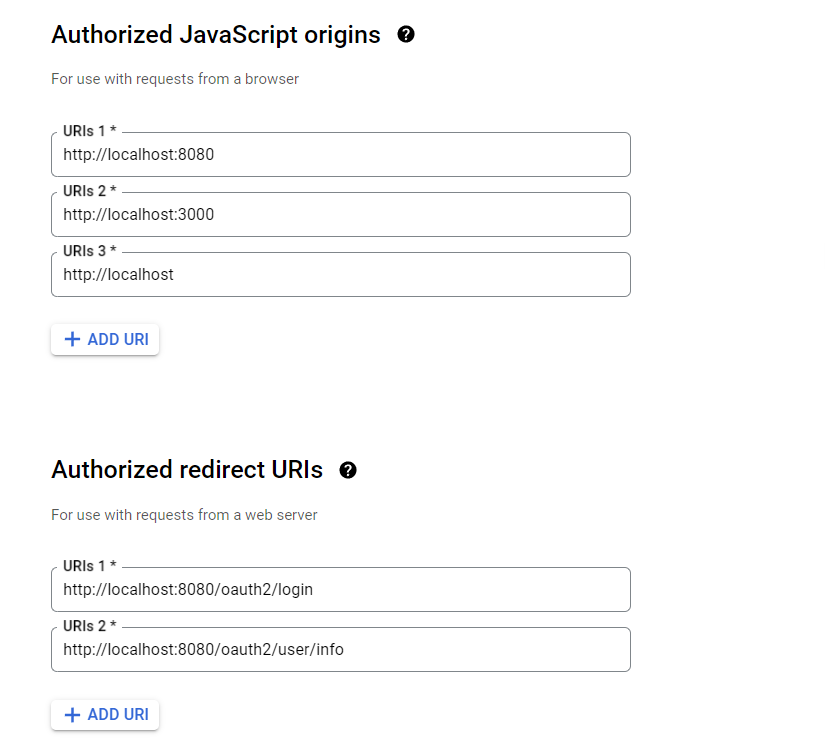 Authorized JavaScript origins
For use with requests from a browser
URIs 1 *
http://localhost:8080
URIs 2 *
http://localhost:3000
URIs 3 *
http://localhost
ADD URI
Authorized redirect URIs
For use with requests from a web server
URIs 1 *
http://localhost:8080/oauth2/login
URIs 2 *
http://localhost:8080/oauth2/user/info
ADD URI